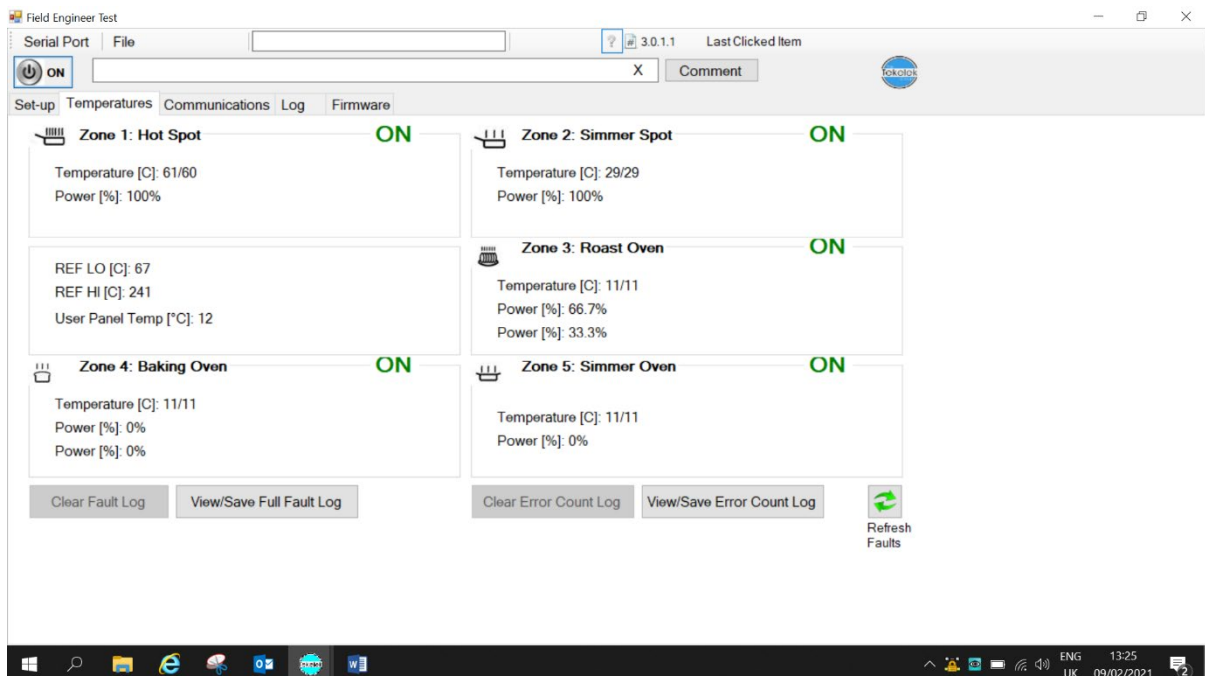 Field Engineer Test
Serial Port File ? # 3.0.1.1 Last Clicked Item
ON X Comment Tokolok
Set-up Temperatures Communications Log Firmware
Zone 1: Hot Spot ON
Temperature [C]: 61/60
Power [%]: 100%
Zone 2: Simmer Spot ON
Temperature [C]: 29/29
Power [%]: 100%
REF LO [C]: 67
REF HI [C]: 241
User Panel Temp [°C]: 12
Zone 3: Roast Oven ON
Temperature [C]: 11/11
Power [%]: 66.7%
Power [%]: 33.3%
Zone 4: Baking Oven ON
Temperature [C]: 11/11
Power [%]: 0%
Power [%]: 0%
Zone 5: Simmer Oven ON
Temperature [C]: 11/11
Power [%]: 0%
Clear Fault Log View/Save Full Fault Log Clear Error Count Log View/Save Error Count Log
Refresh
Faults
ENG 13:25
UK 09/02/2021 2